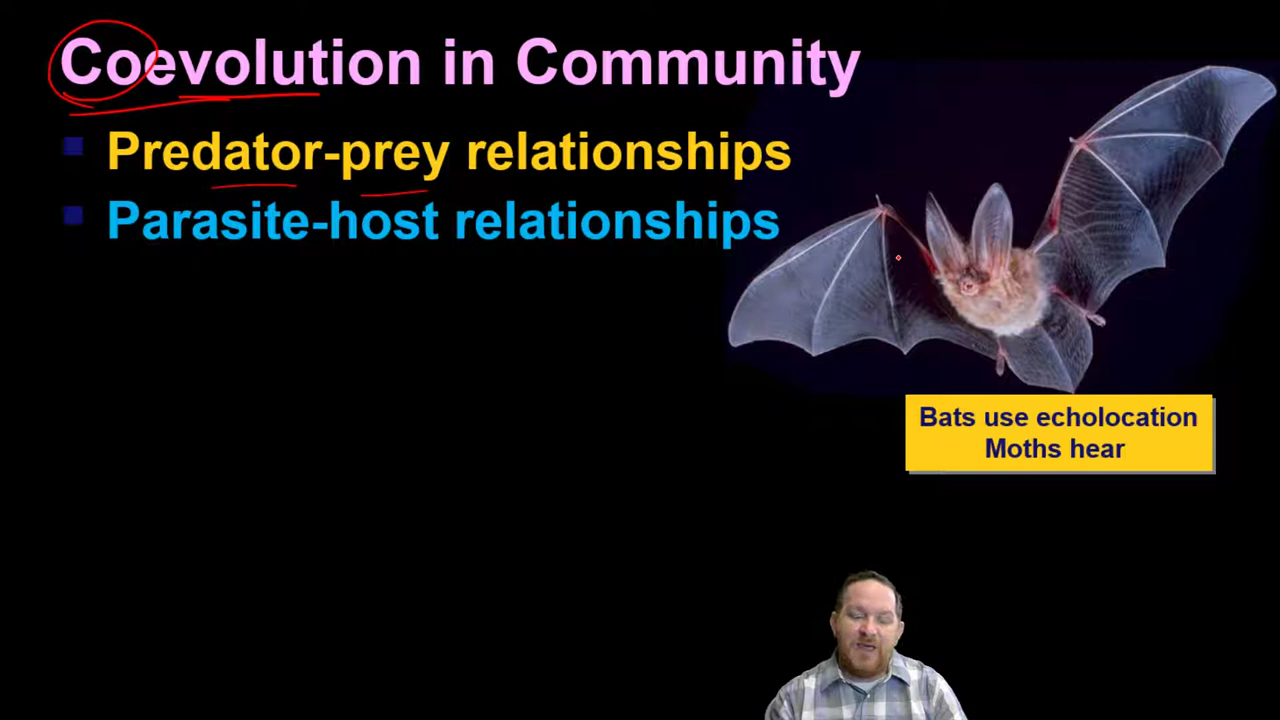 Coevolution in Community
Predator-prey relationships
Parasite-host relationships
Bats use echolocation
Moths hear